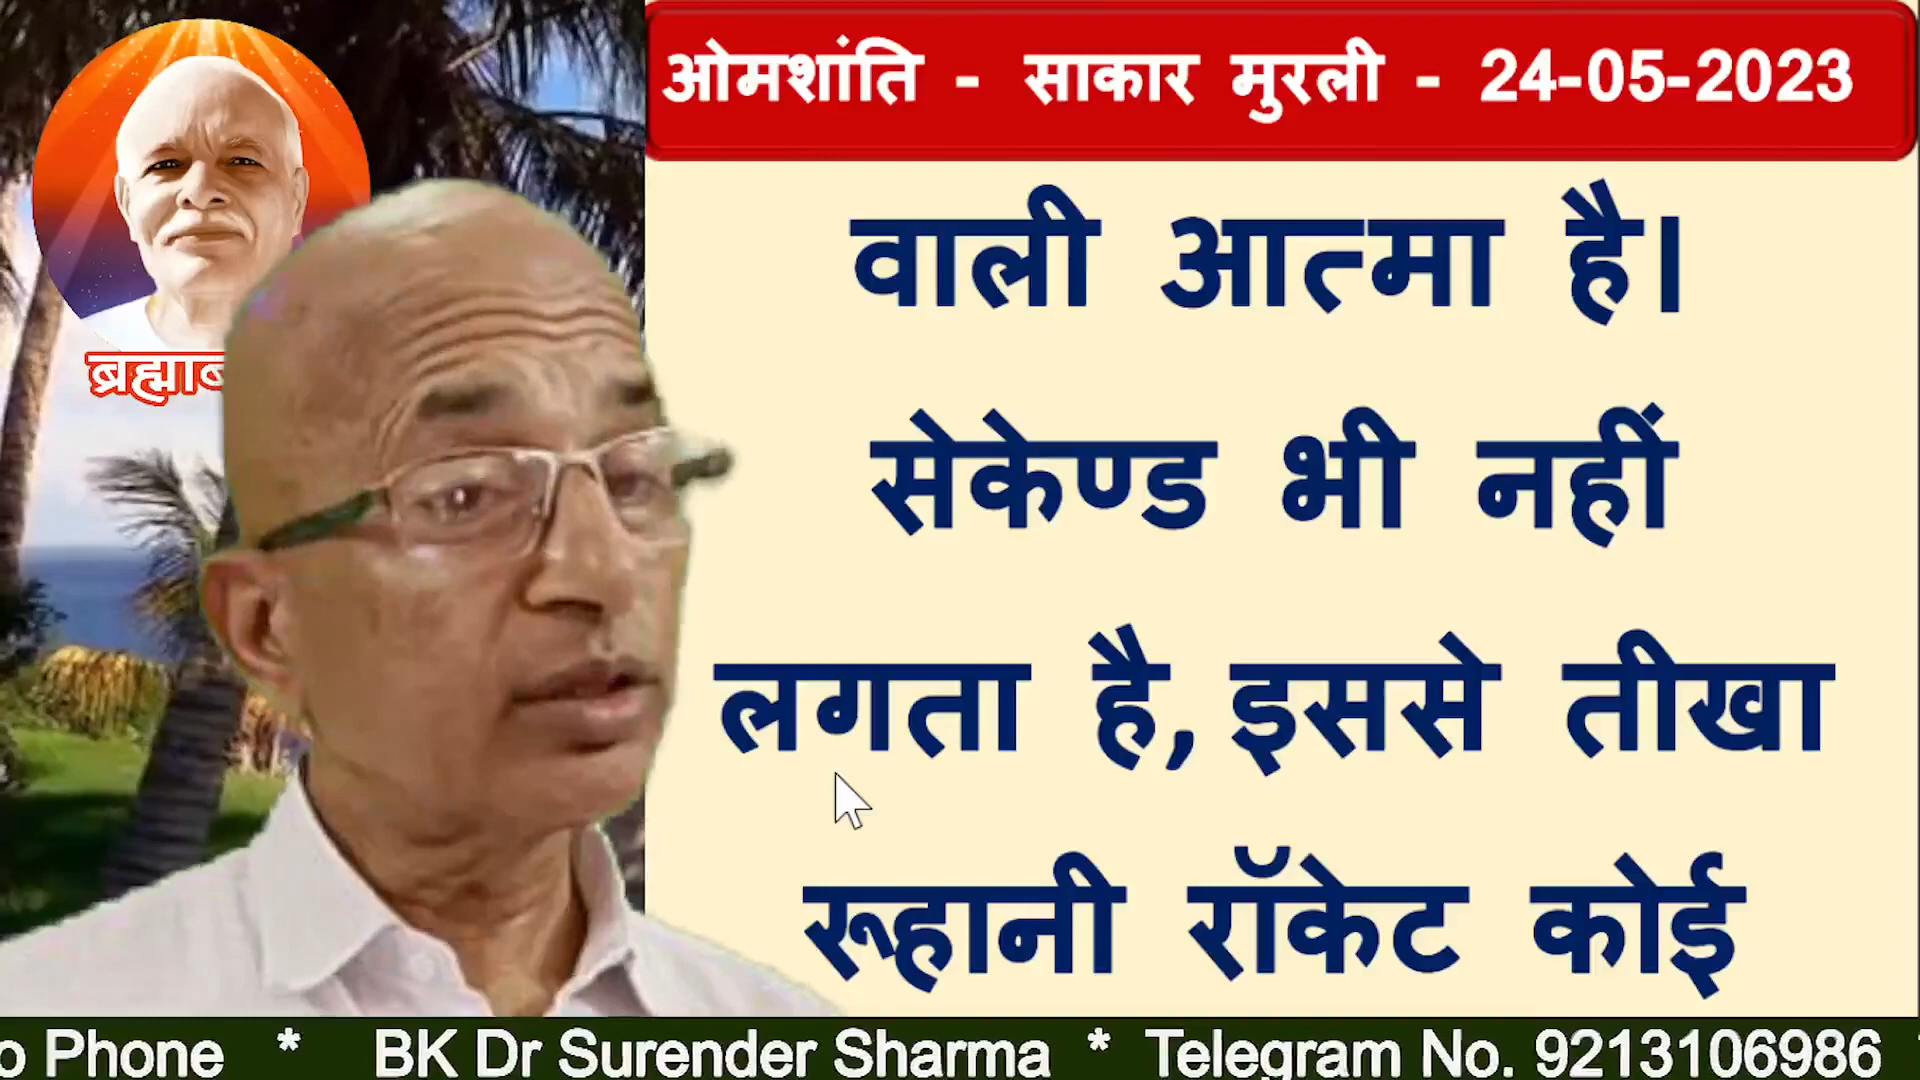 ओमशांति - साकार मुरली - 24-05-2023
वाली आत्मा है।
सेकेण्ड भी नहीं
लगता है, इससे तीखा
रूहानी रॉकेट कोई
Phone * BK Dr Surender Sharma * Telegram No. 9213106986